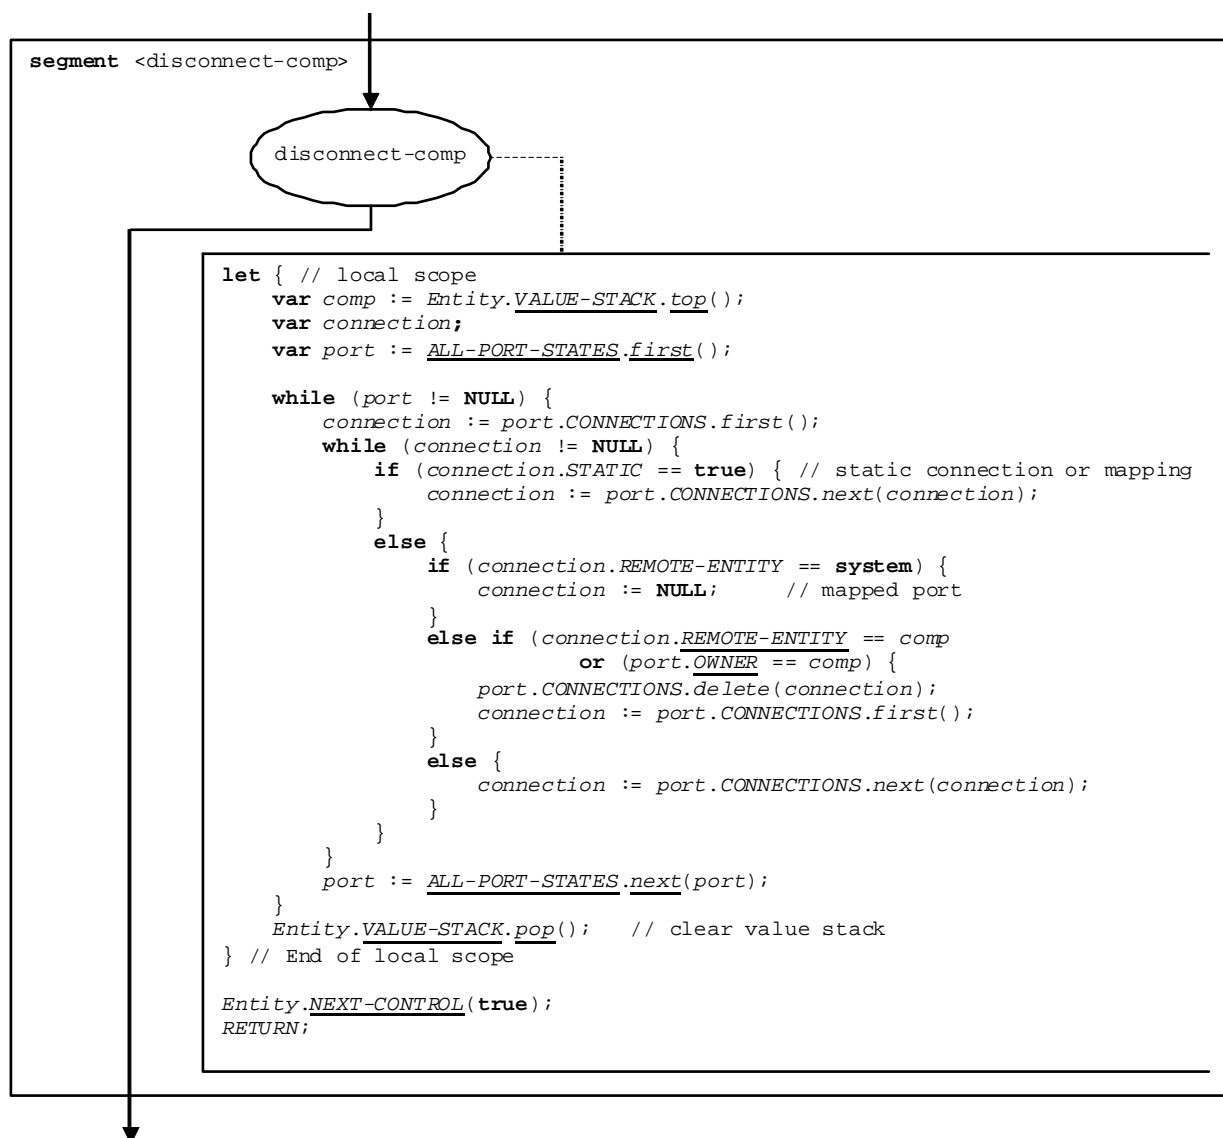 segment <disconnect-comp>
disconnect-comp
let { // local scope
    var comp := Entity.VALUE-STACK.top();
    var connection;
    var port := ALL-PORT-STATES.first();
    while (port != NULL) {
        connection := port.CONNECTIONS.first();
        while (connection != NULL) {
            if (connection.STATIC == true) { // static connection or mapping
                connection := port.CONNECTIONS.next(connection);
            }
            else {
                if (connection.REMOTE-ENTITY == system) {
                    connection := NULL; // mapped port
                }
                else if (connection.REMOTE-ENTITY == comp
                            or (port.OWNER == comp) {
                    port.CONNECTIONS.delete(connection);
                    connection := port.CONNECTIONS.first();
                }
                else {
                    connection := port.CONNECTIONS.next(connection);
                }
            }
        }
        port := ALL-PORT-STATES.next(port);
    }
    Entity.VALUE-STACK.pop(); // clear value stack
} // End of local scope
Entity.NEXT-CONTROL(true);
RETURN;